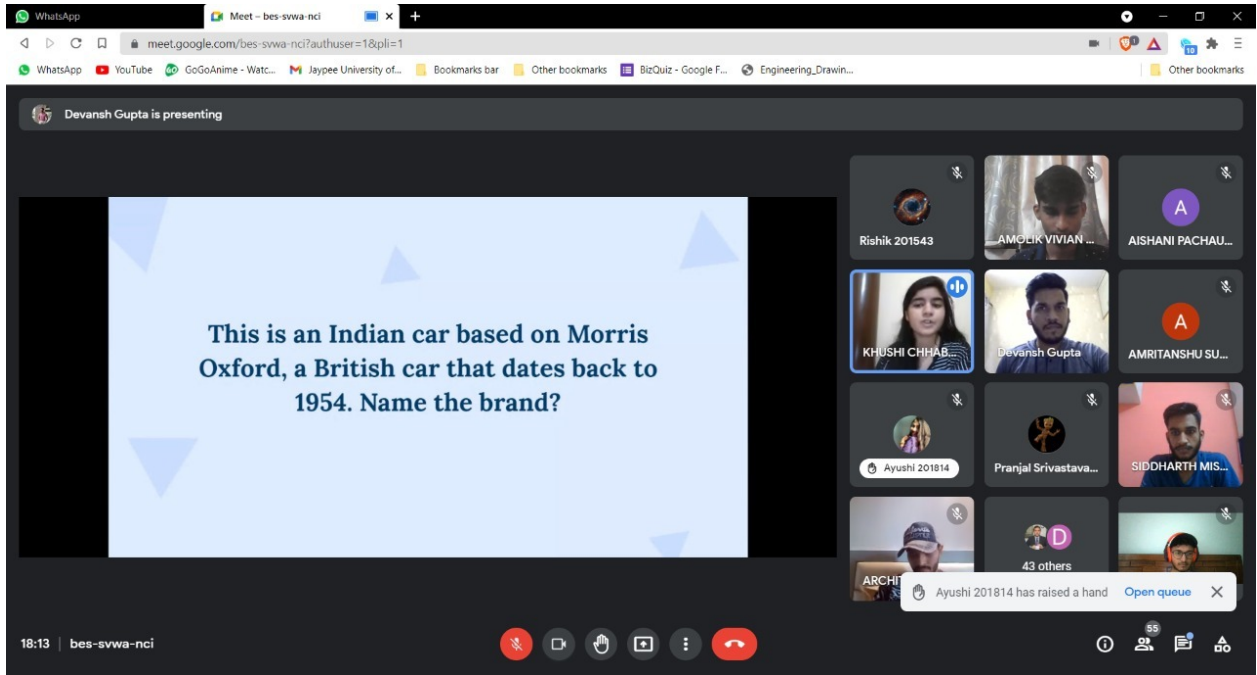 WhatsApp
Meet – bes-svwa-nci
meet.google.com/bes-svwa-nci?authuser=1&pli=1
10
WhatsApp YouTube GoGoAnime - Watc... Jaypee University of... Bookmarks bar Other bookmarks BizQuiz - Google F... Engineering_Drawin... Other bookmarks
Devansh Gupta is presenting
This is an Indian car based on Morris
Oxford, a British car that dates back to
1954. Name the brand?
Rishik 201543
AMOLIK VIVIAN ...
A
AISHANI PACHAU...
KHUSHI CHHAB...
Devansh Gupta
A
AMRITANSHU SU...
Ayushi 201814
Pranjal Srivastava...
SIDDHARTH MIS...
ARCHIT
D
43 others
Ayushi 201814 has raised a hand Open queue
18:13 | bes-svwa-nci
55